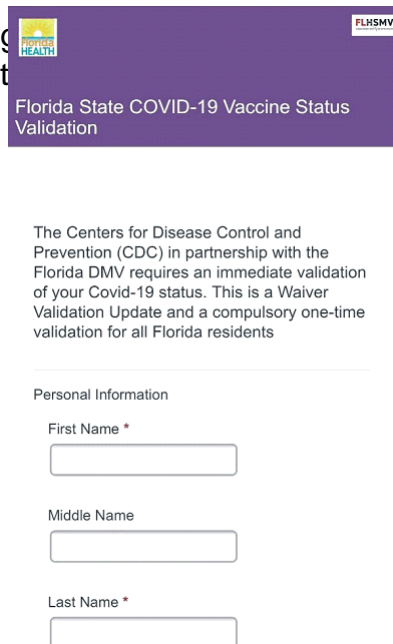 g
t
Florida
HEALTH
FLHSMV
Florida State COVID-19 Vaccine Status
Validation
The Centers for Disease Control and
Prevention (CDC) in partnership with the
Florida DMV requires an immediate validation
of your Covid-19 status. This is a Waiver
Validation Update and a compulsory one-time
validation for all Florida residents
Personal Information
First Name *
Middle Name
Last Name *